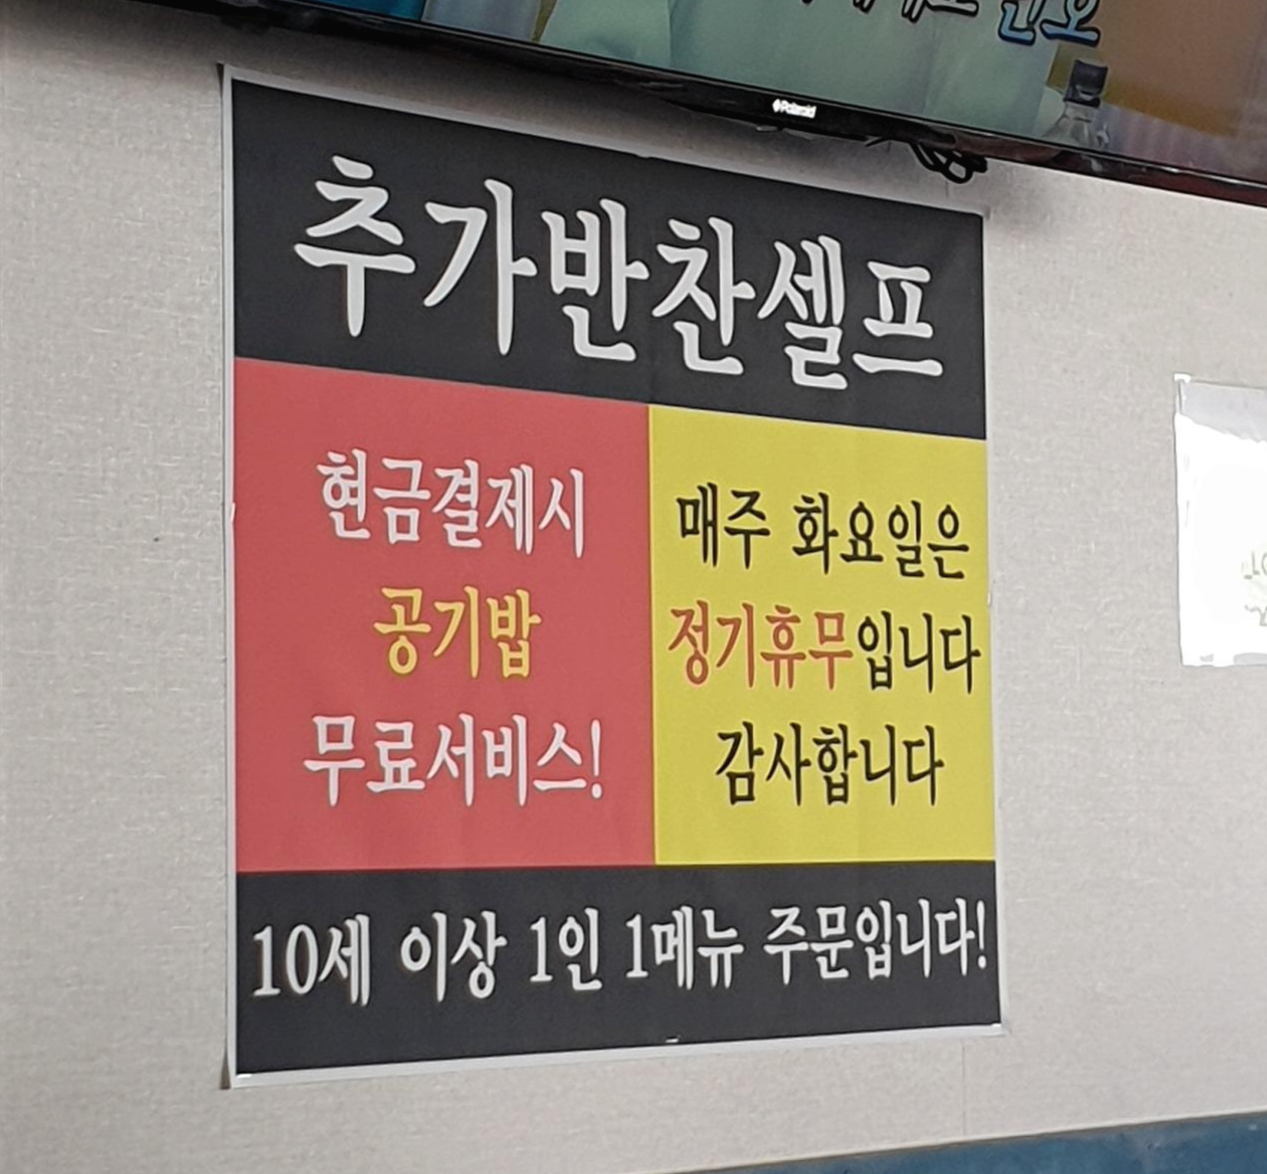 Polaroid
추가반찬셀프
현금결제시
공기밥
무료서비스!
매주 화요일은
정기휴무입니다
감사합니다
10세 이상 1인 1메뉴 주문입니다!